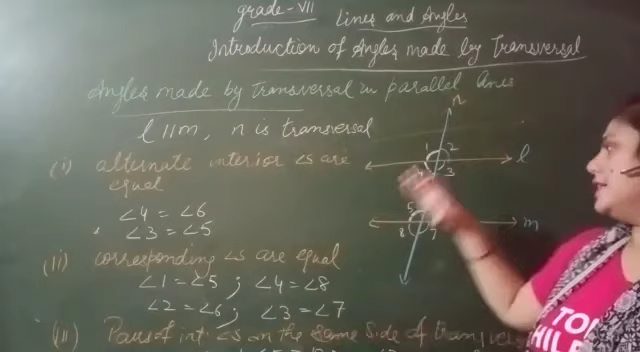 grade-VII Lines and Angles
Introduction of Angles made by Transversal
Angles made by Transversal in parallel lines
l || m, n is transversal
(i) alternate interior ∠s are
equal
∠4 = ∠6
∠3 = ∠5
(ii) corresponding ∠s are equal
∠1 = ∠5 ; ∠4 = ∠8
∠2 = ∠6 ; ∠3 = ∠7
(iii) Pairs of int. ∠s on the same side of
n
1 2
3
l
5
8 7
m
TO